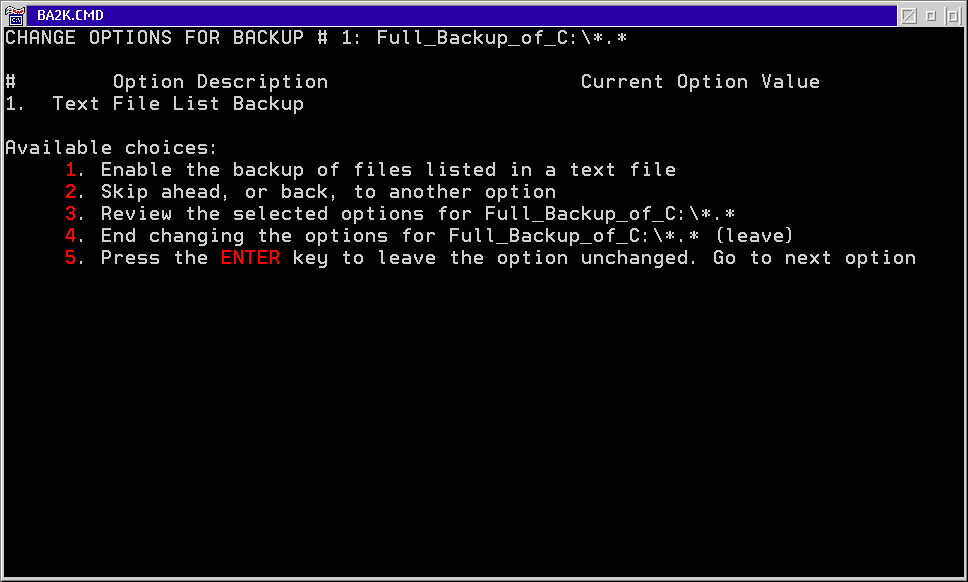 BA2K.CMD
CHANGE OPTIONS FOR BACKUP # 1: Full_Backup_of_C:\*.*
#        Option Description                     Current Option Value
1.  Text File List Backup
Available choices:
1. Enable the backup of files listed in a text file
2. Skip ahead, or back, to another option
3. Review the selected options for Full_Backup_of_C:\*.*
4. End changing the options for Full_Backup_of_C:\*.* (leave)
5. Press the ENTER key to leave the option unchanged. Go to next option